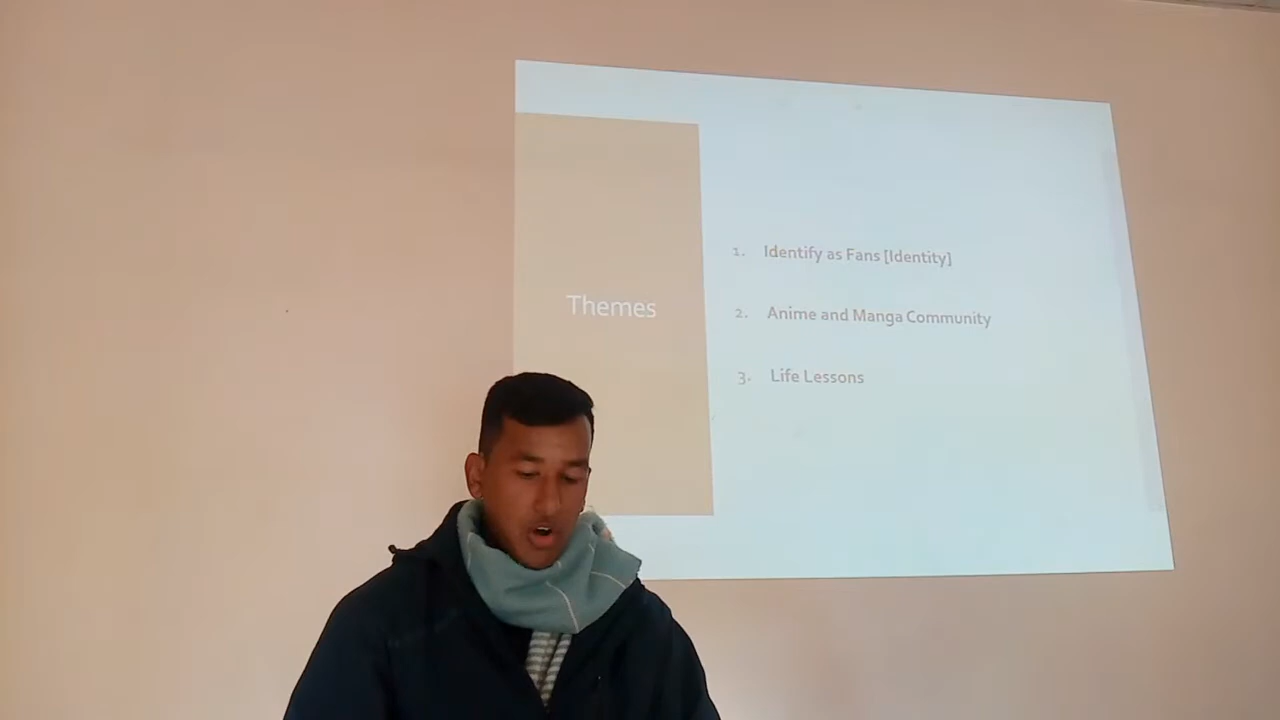 Themes
1. Identify as Fans [Identity]
2. Anime and Manga Community
3. Life Lessons